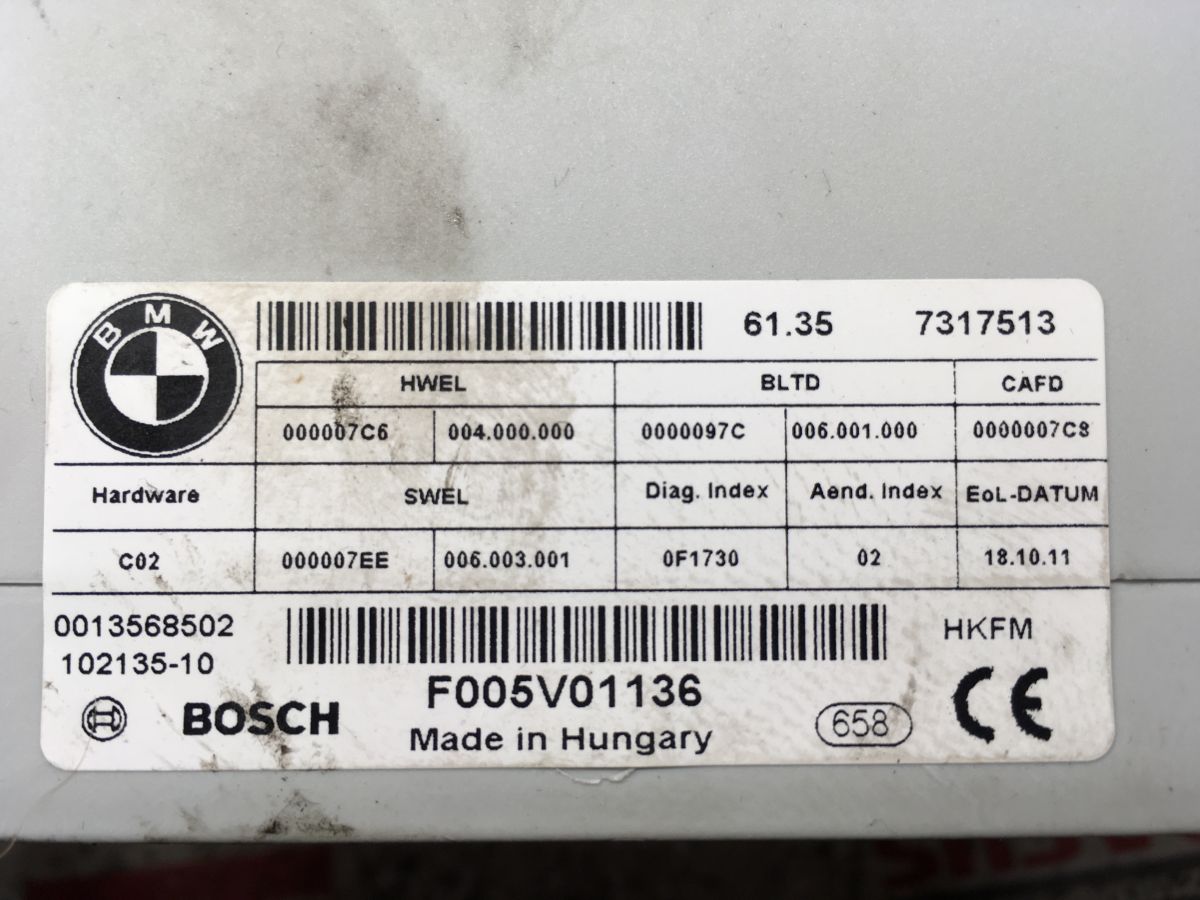 BMW
61.35 7317513
HWEL BLTD CAFD
000007C6 004.000.000 0000097C 006.001.000 0000007C8
Hardware SWEL Diag. Index Aend. Index EoL-DATUM
C02 000007EE 006.003.001 0F1730 02 18.10.11
0013568502 HKFM
102135-10
F005V01136
BOSCH Made in Hungary 658 CE